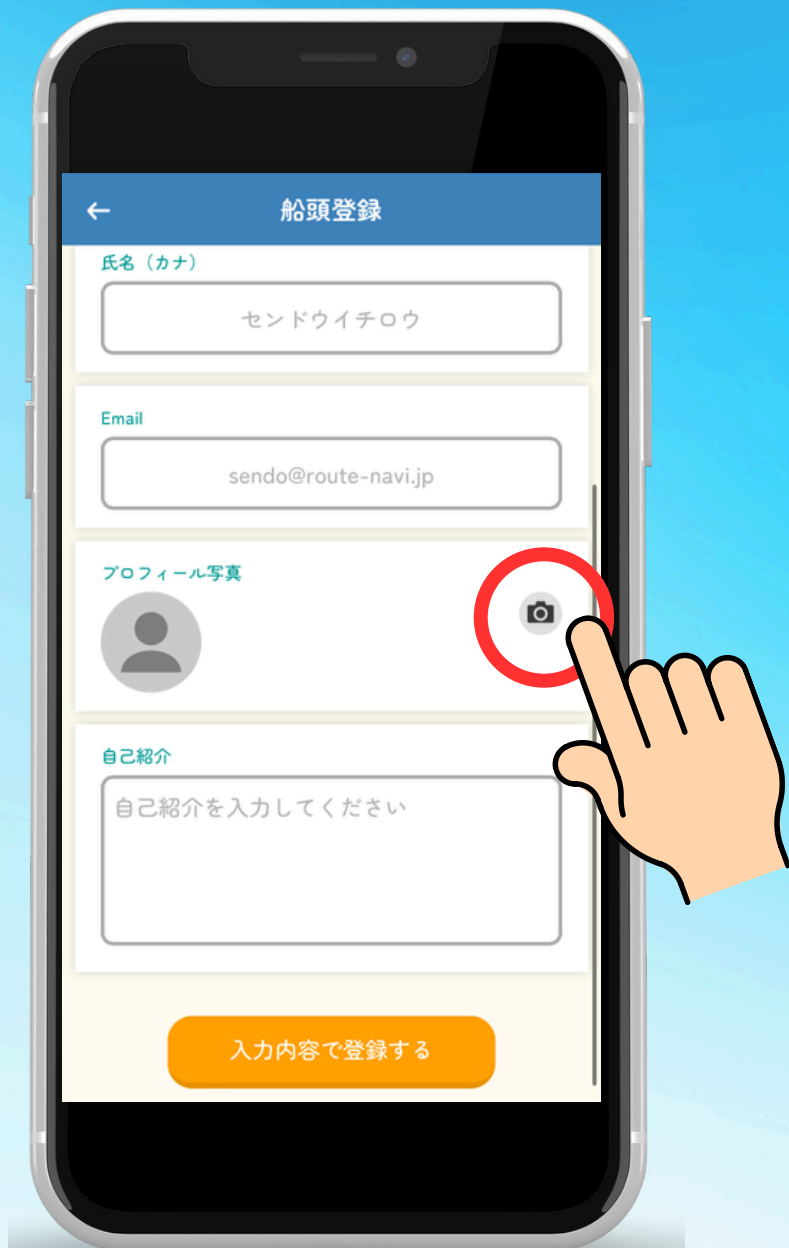 船頭登録
氏名（カナ）
センドウイチロウ
Email
sendo@route-navi.jp
プロフィール写真
自己紹介
自己紹介を入力してください
入力内容で登録する